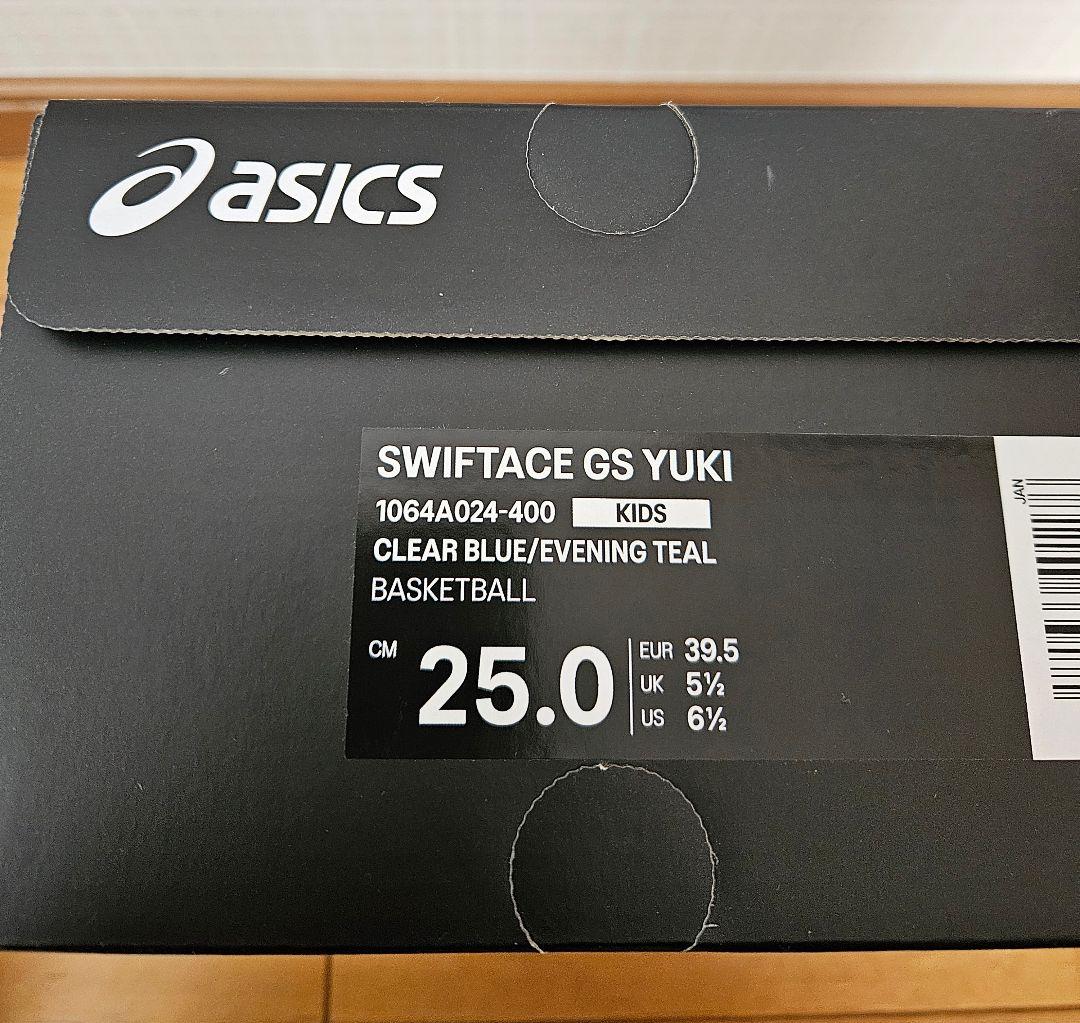 asics
SWIFTACE GS YUKI
1064A024-400 KIDS
CLEAR BLUE/EVENING TEAL
BASKETBALL
CM 25.0
EUR 39.5
UK 5½
US 6½
JAN